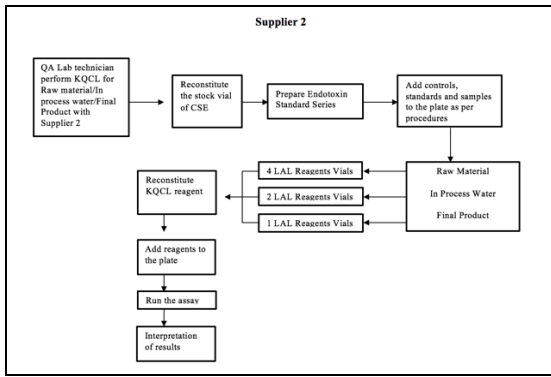 Supplier 2
QA Lab technician
perform KQCL for
Raw material/In
process water/Final
Product with
Supplier 2
Reconstitute
the stock vial
of CSE
Prepare Endotoxin
Standard Series
Add controls,
standards and samples
to the plate as per
procedures
Raw Material
In Process Water
Final Product
4 LAL Reagents Vials
2 LAL Reagents Vials
1 LAL Reagents Vials
Reconstitute
KQCL reagent
Add reagents to
the plate
Run the assay
Interpretation
of results